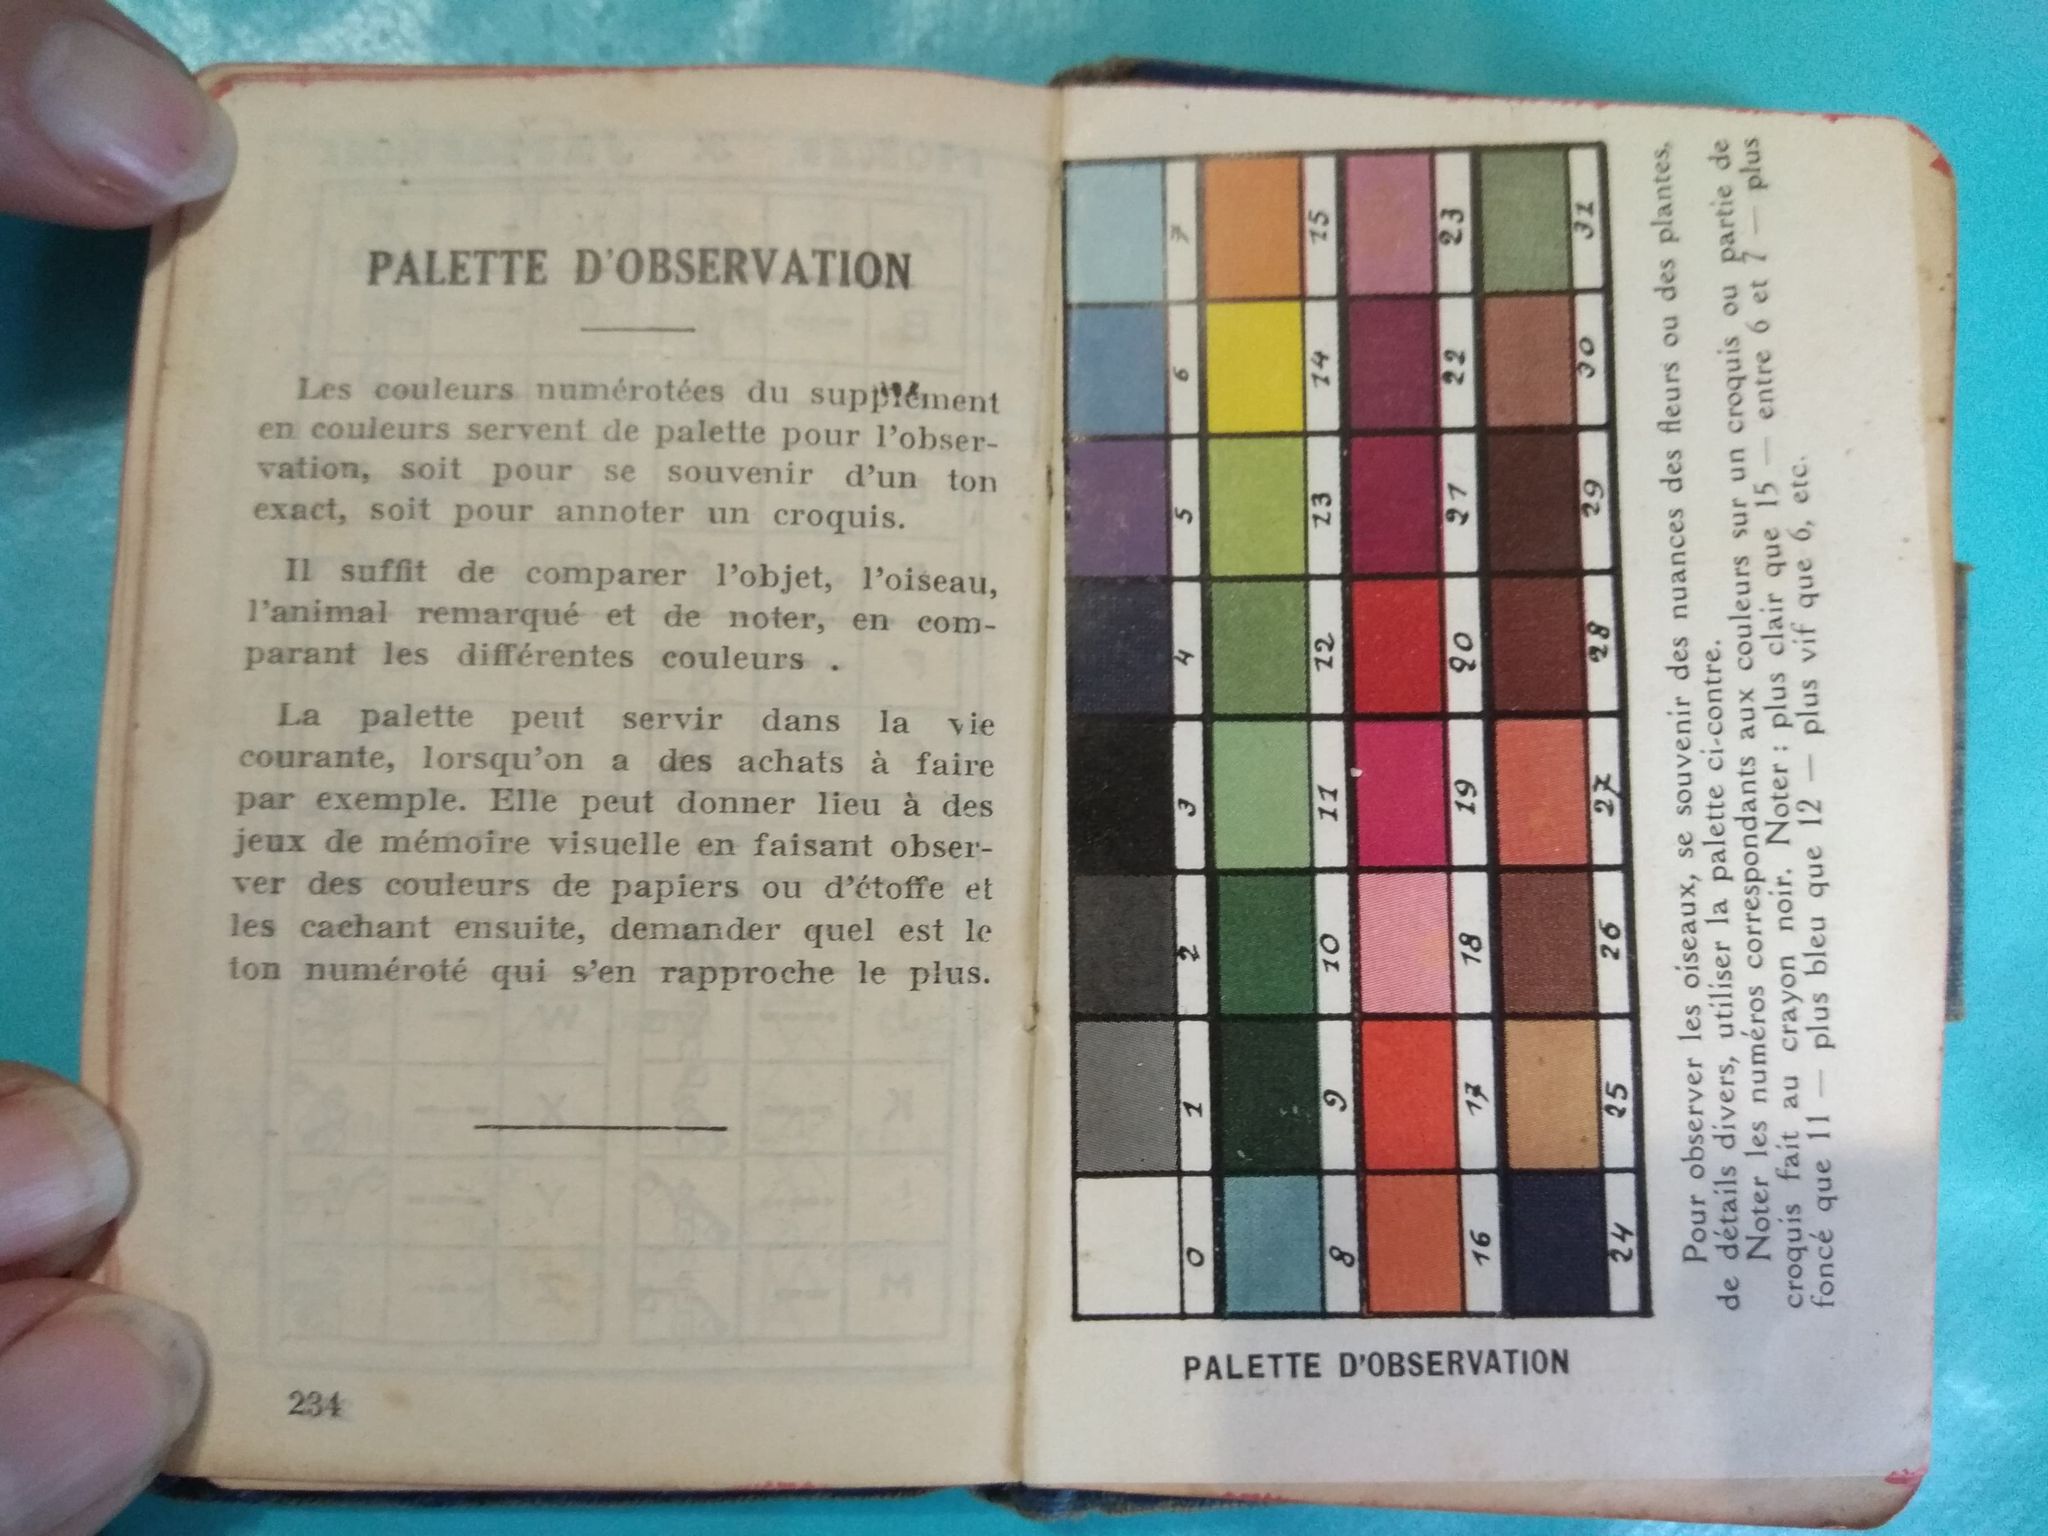 PALETTE D'OBSERVATION
Les couleurs numérotées du supplément
en couleurs servent de palette pour l'obser-
vation, soit pour se souvenir d'un ton
exact, soit pour annoter un croquis.
Il suffit de comparer l'objet, l'oiseau,
l'animal remarqué et de noter, en com-
parant les différentes couleurs .
La palette peut servir dans la vie
courante, lorsqu'on a des achats à faire
par exemple. Elle peut donner lieu à des
jeux de mémoire visuelle en faisant obser-
ver des couleurs de papiers ou d'étoffe et
les cachant ensuite, demander quel est le
ton numéroté qui s'en rapproche le plus.
234
0 1 2 3 4 5 6 7
8 9 10 11 12 13 14 15
16 17 18 19 20 21 22 23
24 25 26 27 28 29 30 31
Pour observer les oiseaux, se souvenir des nuances des fleurs ou des plantes,
de détails divers, utiliser la palette ci-contre.
Noter les numéros correspondants aux couleurs sur un croquis ou partie de
croquis fait au crayon noir. Noter : plus clair que 15 — entre 6 et 7 — plus
foncé que 11 — plus bleu que 12 — plus vif que 6, etc.
PALETTE D'OBSERVATION